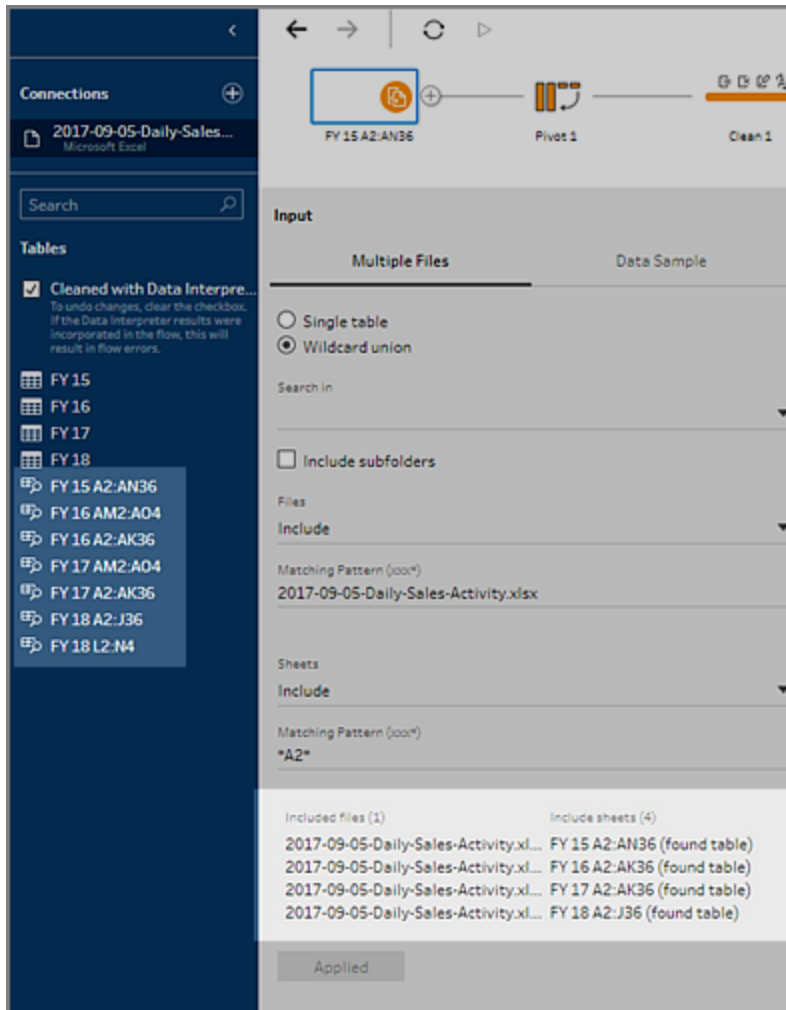 Connections
2017-09-05-Daily-Sales...
Microsoft Excel
Search
Tables
Cleaned with Data Interpre...
To undo changes, clear the checkbox.
If the Data Interpreter results were
incorporated in the flow, this will
result in flow errors.
FY 15
FY 16
FY 17
FY 18
FY 15 A2:AN36
FY 16 AM2:AO4
FY 16 A2:AK36
FY 17 AM2:AO4
FY 17 A2:AK36
FY 18 A2:J36
FY 18 L2:N4
FY 15 A2:AN36
Pivot 1
Clean 1
Input
Multiple Files
Data Sample
Single table
Wildcard union
Search in
Include subfolders
Files
Include
Matching Pattern (xxx*)
2017-09-05-Daily-Sales-Activity.xlsx
Sheets
Include
Matching Pattern (xxx*)
*A2*
Included files (1) Include sheets (4)
2017-09-05-Daily-Sales-Activity.xl... FY 15 A2:AN36 (found table)
2017-09-05-Daily-Sales-Activity.xl... FY 16 A2:AK36 (found table)
2017-09-05-Daily-Sales-Activity.xl... FY 17 A2:AK36 (found table)
2017-09-05-Daily-Sales-Activity.xl... FY 18 A2:J36 (found table)
Applied